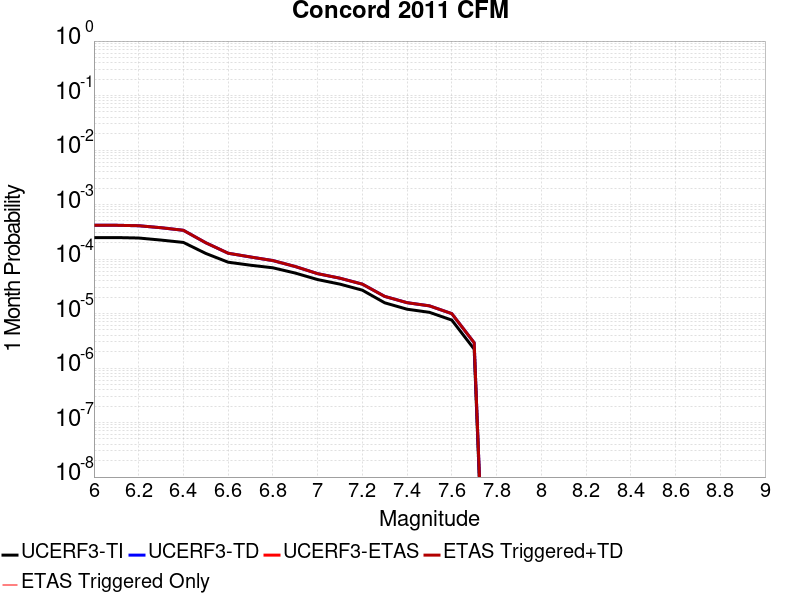 Concord 2011 CFM
10^0
10^-1
10^-2
10^-3
10^-4
10^-5
10^-6
10^-7
10^-8
1 Month Probability
6 6.2 6.4 6.6 6.8 7 7.2 7.4 7.6 7.8 8 8.2 8.4 8.6 8.8 9
Magnitude
UCERF3-TI UCERF3-TD UCERF3-ETAS ETAS Triggered+TD
ETAS Triggered Only